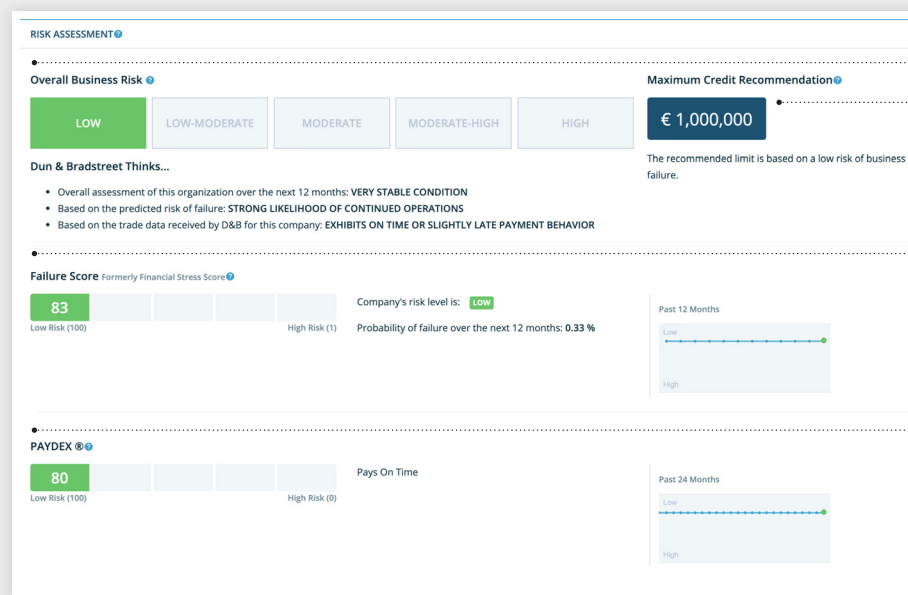 RISK ASSESSMENT?
Overall Business Risk ?
Maximum Credit Recommendation?
LOW
LOW-MODERATE
MODERATE
MODERATE-HIGH
HIGH
€ 1,000,000
The recommended limit is based on a low risk of business
failure.
Dun & Bradstreet Thinks...
• Overall assessment of this organization over the next 12 months: VERY STABLE CONDITION
• Based on the predicted risk of failure: STRONG LIKELIHOOD OF CONTINUED OPERATIONS
• Based on the trade data received by D&B for this company: EXHIBITS ON TIME OR SLIGHTLY LATE PAYMENT BEHAVIOR
Failure Score Formerly Financial Stress Score?
83
Low Risk (100)
High Risk (1)
Company's risk level is: LOW
Probability of failure over the next 12 months: 0.33 %
Past 12 Months
Low
High
PAYDEX ®?
80
Low Risk (100)
High Risk (0)
Pays On Time
Past 24 Months
Low
High